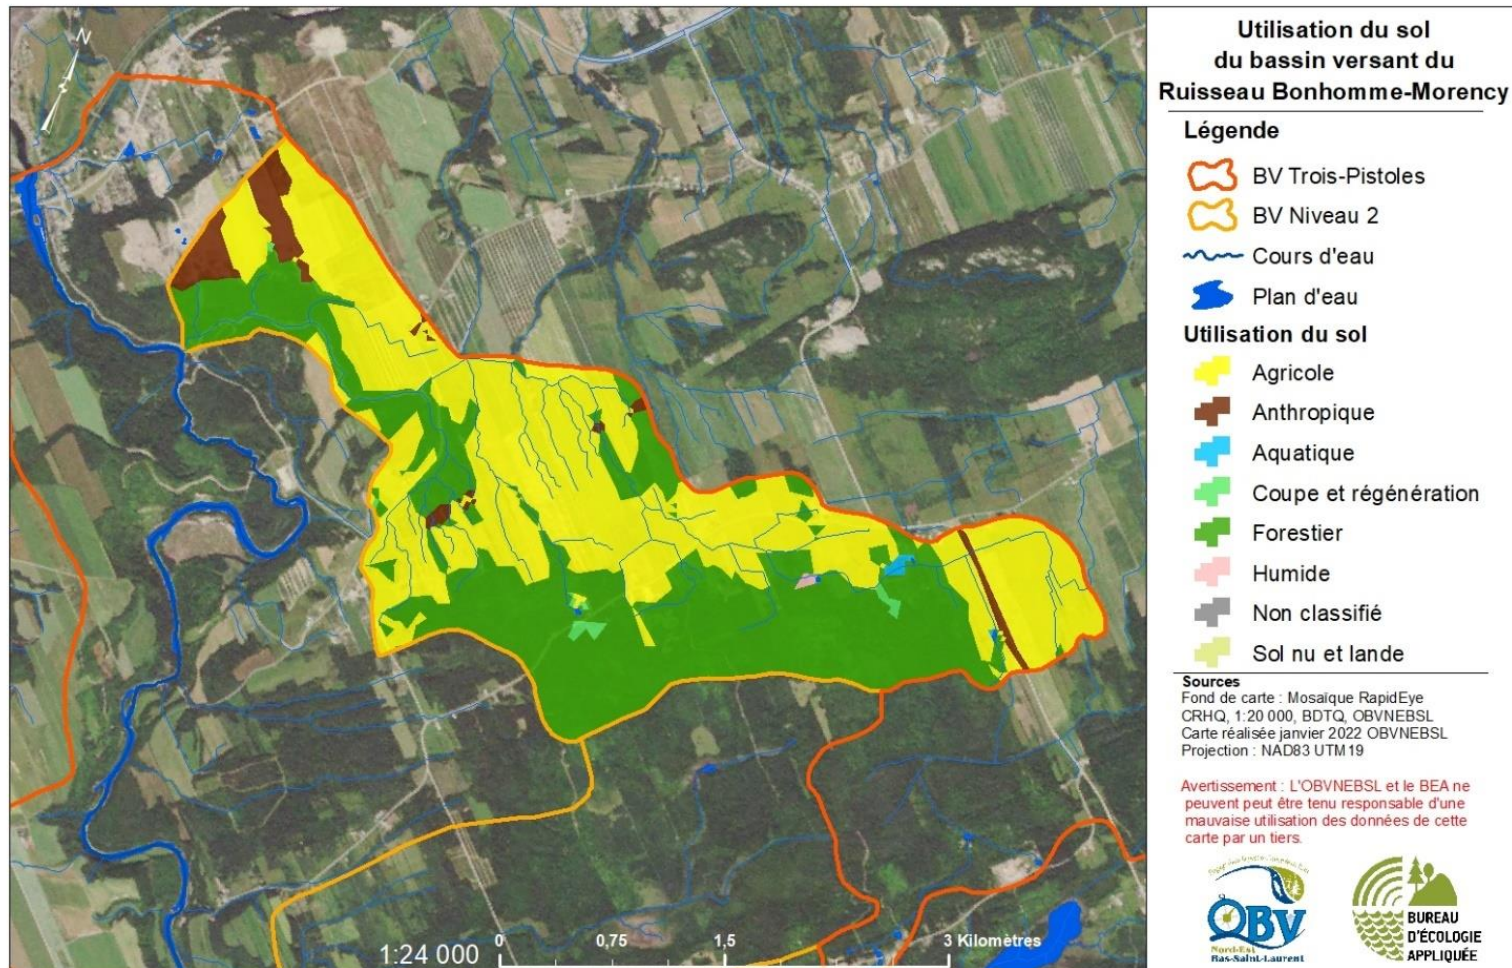 Utilisation du sol
du bassin versant du
Ruisseau Bonhomme-Morency
Légende
BV Trois-Pistoles
BV Niveau 2
Cours d'eau
Plan d'eau
Utilisation du sol
Agricole
Anthropique
Aquatique
Coupe et régénération
Forestier
Humide
Non classifié
Sol nu et lande
Sources
Fond de carte : Mosaïque RapidEye
CRHQ, 1:20 000, BDTQ, OBVNEBSL
Carte réalisée janvier 2022 OBVNEBSL
Projection : NAD83 UTM19
Avertissement : L'OBVNEBSL et le BEA ne
peuvent peut être tenu responsable d'une
mauvaise utilisation des données de cette
carte par un tiers.
OBV
Nord-Est
Bas-Saint-Laurent
BUREAU
D'ÉCOLOGIE
APPLIQUÉE
N
1:24 000
0 0,75 1,5 3 Kilomètres